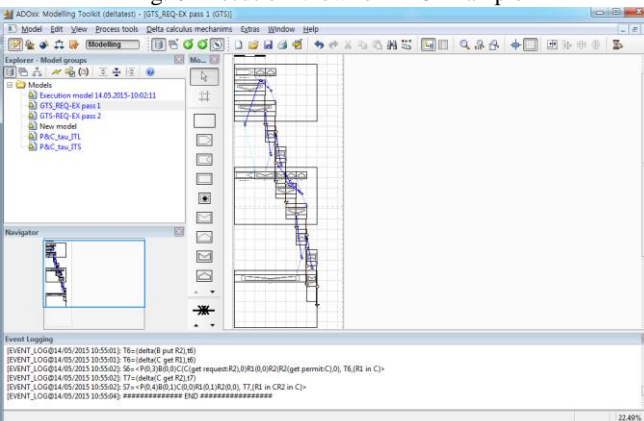 ADOxx: Modelling Toolkit (deltatest) - [GTS_REQ-EX pass 1 (GTS)]
Model Edit View Process tools Delta calculus mechanisms Extras Window Help
Modelling
Explorer - Model groups
Mo...
Models
Execution model 14.05.2015-10:02:11
GTS_REQ-EX pass 1
GTS-REQ-EX pass 2
New model
P&C_tau_ITL
P&C_tau_ITS
Navigator
Event Logging
[EVENT_LOG@14/05/2015 10:55:01]: T6=(delta(B put R2),t6)
[EVENT_LOG@14/05/2015 10:55:01]: T6=(delta(C get R1),t6)
[EVENT_LOG@14/05/2015 10:55:02]: S6=<P(0,3)B(0,0)C(C(get request:R2),0)R1(0,0)R2(R2(get permit:C),0), T6,(R1 in C)>
[EVENT_LOG@14/05/2015 10:55:02]: T7=(delta(C get R2),t7)
[EVENT_LOG@14/05/2015 10:55:02]: S7=<P(0,4)B(0,1)C(0,0)R1(0,1)R2(0,0), T7,(R1 in CR2 in C)>
[EVENT_LOG@14/05/2015 10:55:04]: ############## END #################
22.49%